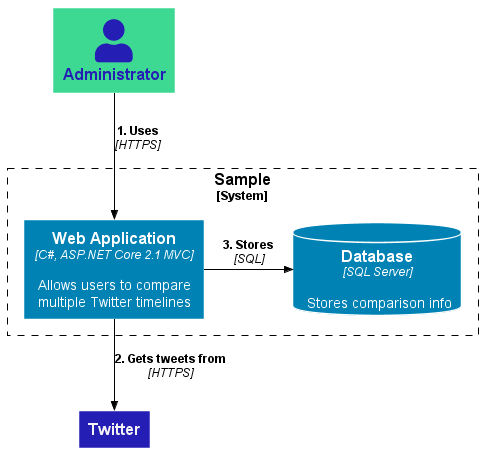 Administrator
1. Uses
[HTTPS]
Sample
[System]
Web Application
[C#, ASP.NET Core 2.1 MVC]
Allows users to compare
multiple Twitter timelines
3. Stores
[SQL]
Database
[SQL Server]
Stores comparison info
2. Gets tweets from
[HTTPS]
Twitter